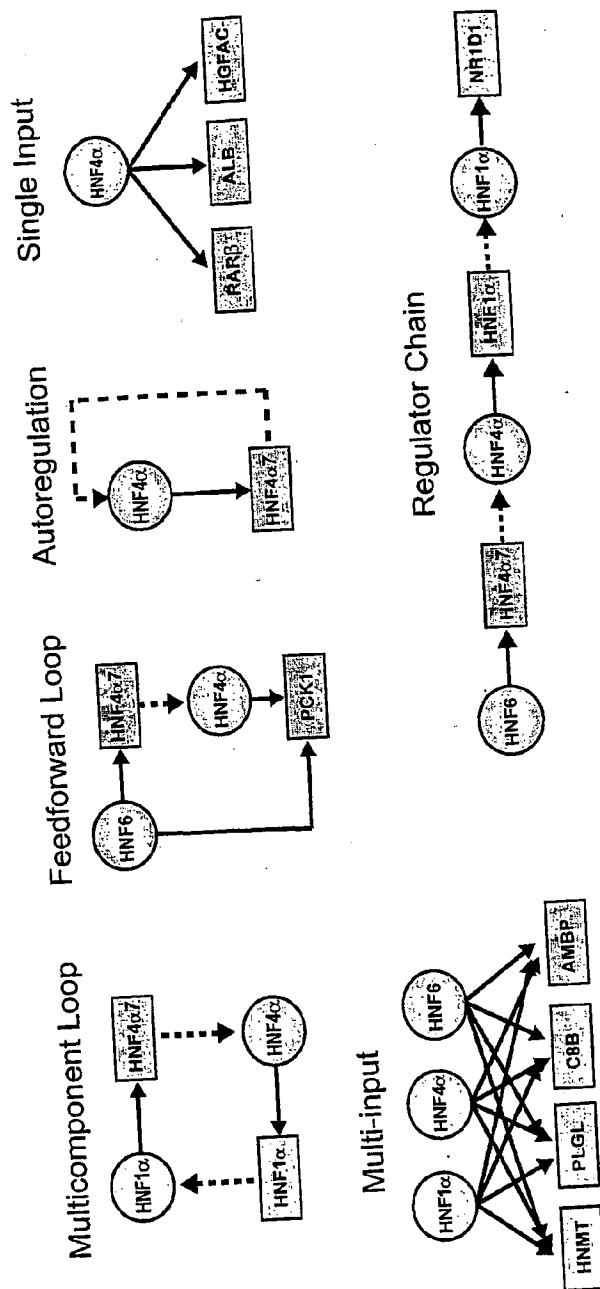 Multicomponent Loop
HNF1α
HNF4α7
HNF1α
HNF4α
Feedforward Loop
HNF6
HNF4α7
HNF4α
PCK1
Autoregulation
HNF4α
HNF4α7
Single Input
HNF4α
RARβ
ALB
HGFAC
Multi-input
HNF1α
HNF4α
HNF6
HNMT
PLGL
C8B
AMBP
Regulator Chain
HNF6
HNF4α7
HNF4α
HNF1α
HNF1α
NR1D1